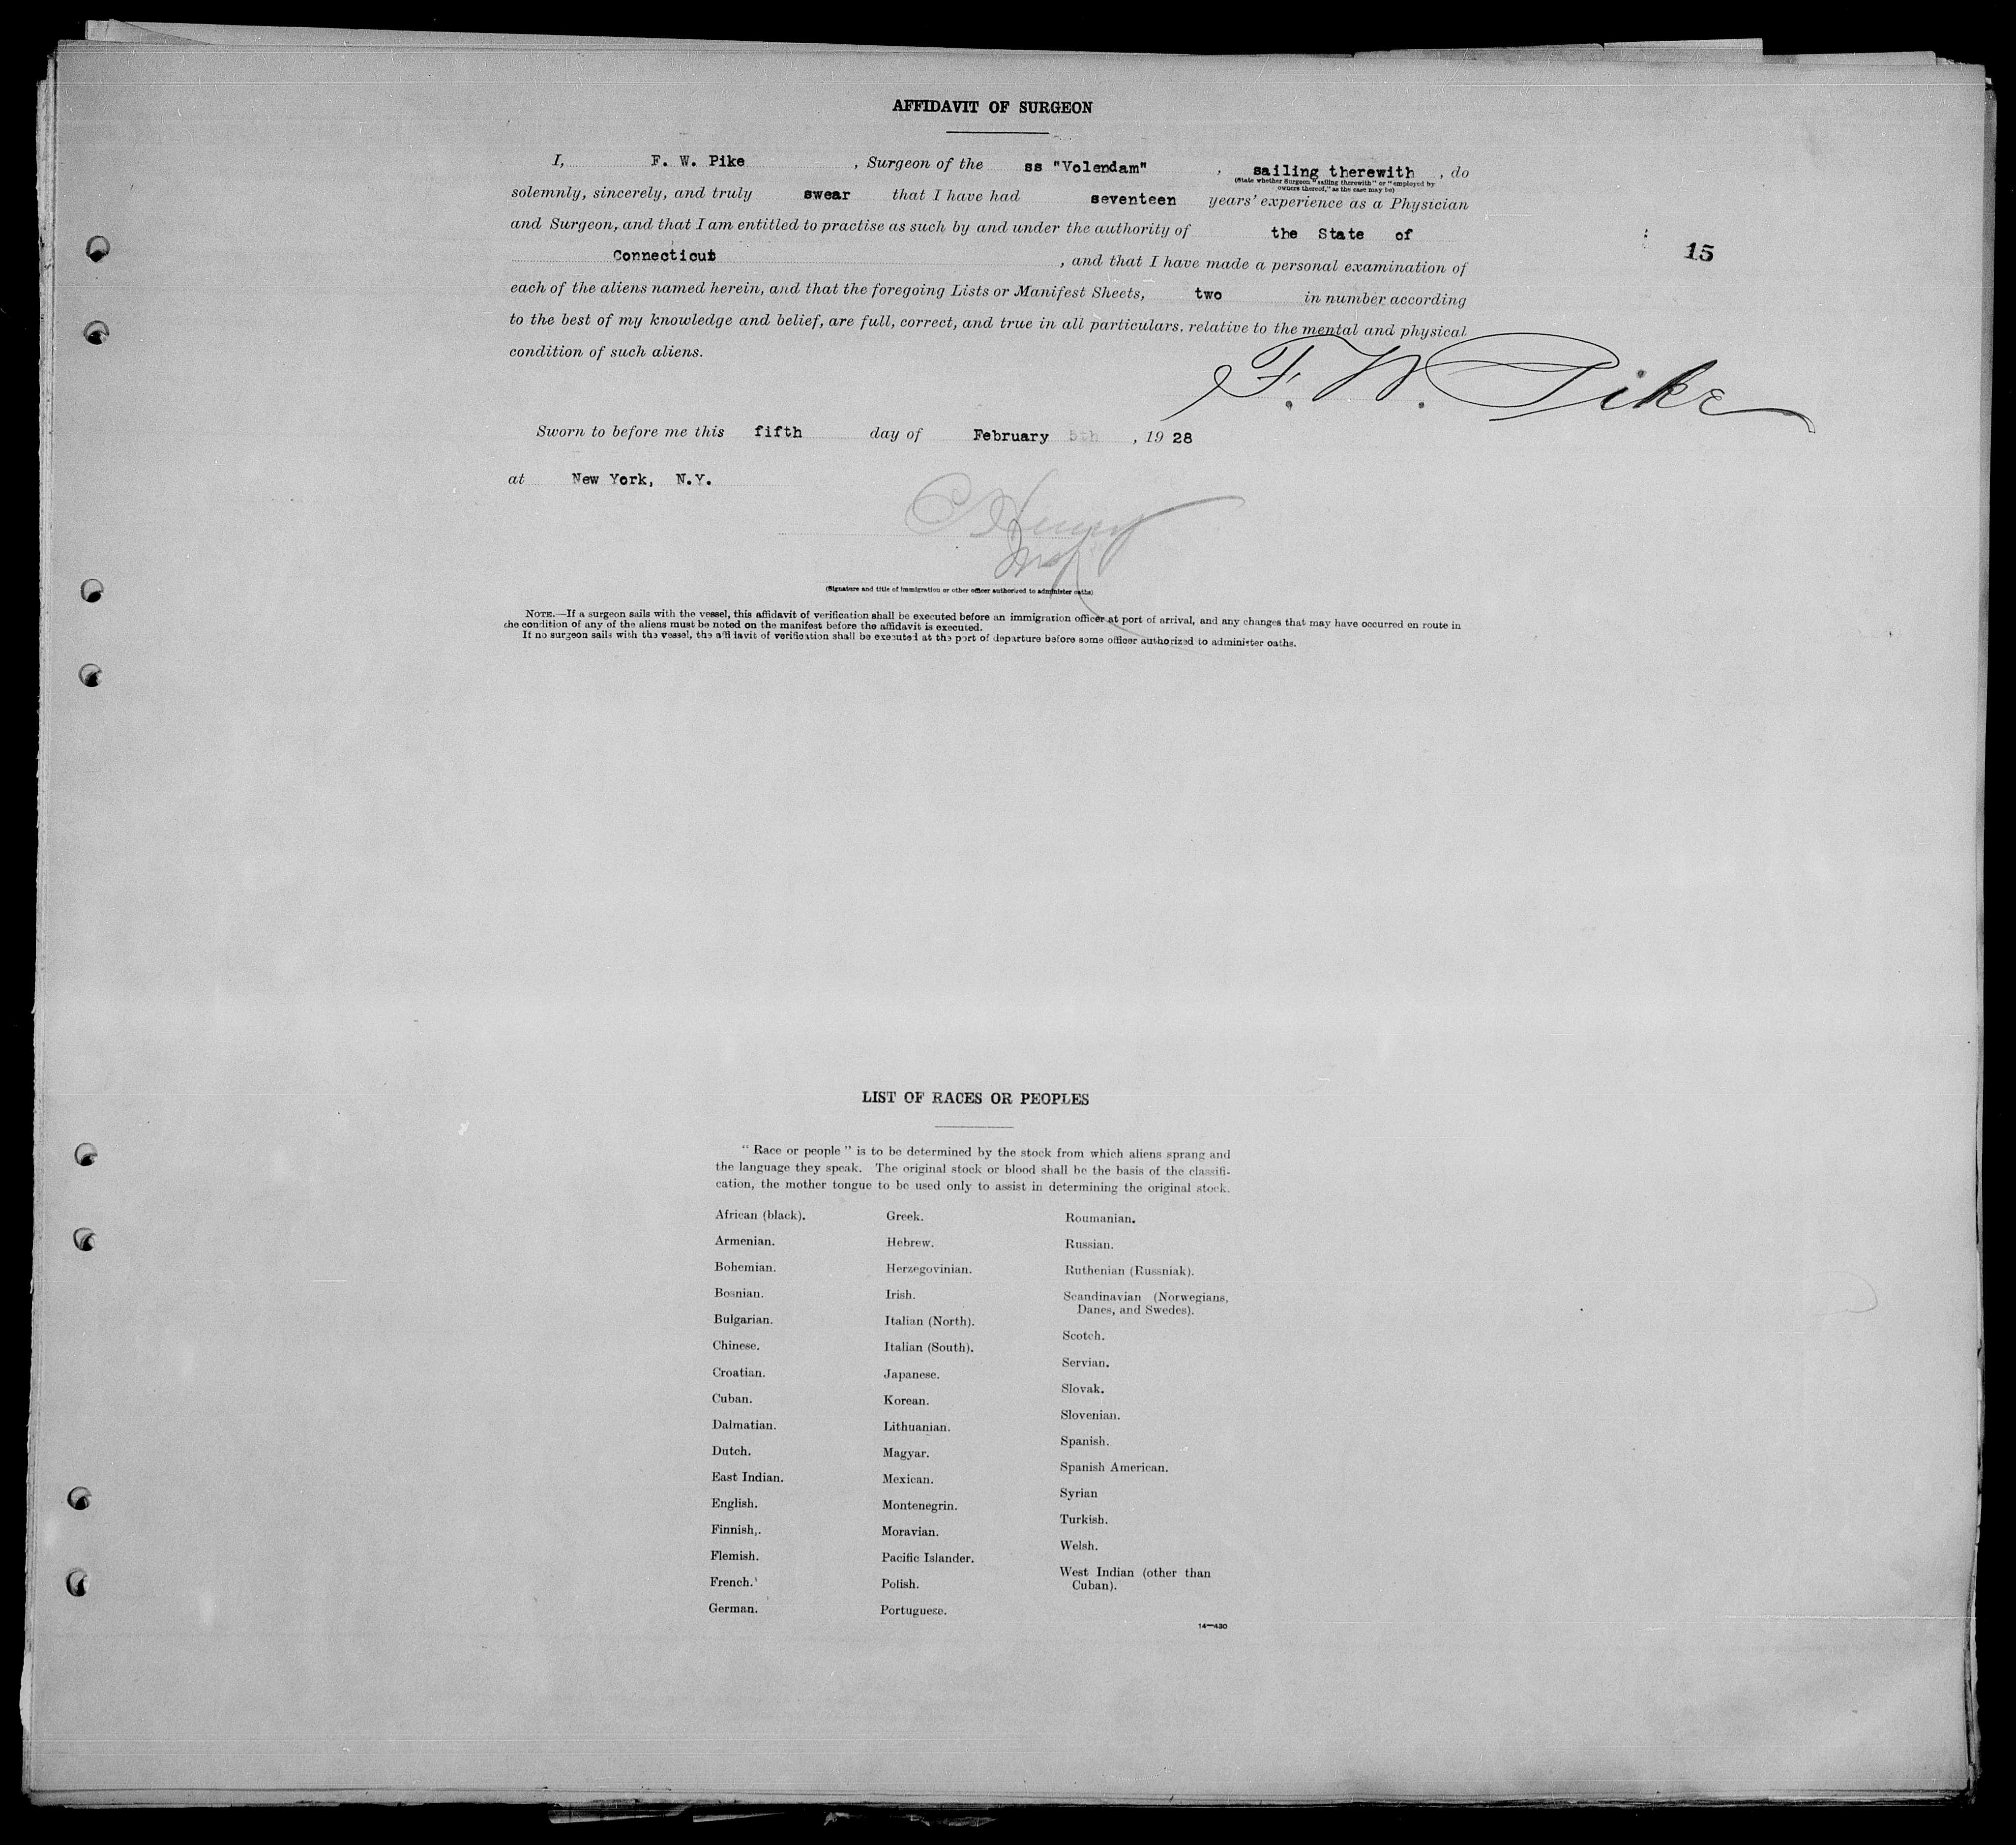 AFFIDAVIT OF SURGEON
I, F. W. Pike , Surgeon of the ss "Volendam" , sailing therewith , do
(State whether Surgeon "sailing therewith" or "employed by
owners thereof," as the case may be)
solemnly, sincerely, and truly swear that I have had seventeen years' experience as a Physician
and Surgeon, and that I am entitled to practise as such by and under the authority of the State of
15
Connecticut , and that I have made a personal examination of
each of the aliens named herein, and that the foregoing Lists or Manifest Sheets, two in number according
to the best of my knowledge and belief, are full, correct, and true in all particulars, relative to the mental and physical
condition of such aliens.
F. W. Pike
Sworn to before me this fifth day of February 5th , 19 28
at New York, N.Y.
(Signature and title of immigration or other officer authorized to administer oaths)
NOTE.—If a surgeon sails with the vessel, this affidavit of verification shall be executed before an immigration officer at port of arrival, and any changes that may have occurred en route in
the condition of any of the aliens must be noted on the manifest before the affidavit is executed.
If no surgeon sails with the vessel, the affidavit of verification shall be executed at the port of departure before some officer authorized to administer oaths.
LIST OF RACES OR PEOPLES
"Race or people" is to be determined by the stock from which aliens sprang and
the language they speak. The original stock or blood shall be the basis of the classifi-
cation, the mother tongue to be used only to assist in determining the original stock.
African (black).
Armenian.
Bohemian.
Bosnian.
Bulgarian.
Chinese.
Croatian.
Cuban.
Dalmatian.
Dutch.
East Indian.
English.
Finnish.
Flemish.
French.
German.
Greek.
Hebrew.
Herzegovinian.
Irish.
Italian (North).
Italian (South).
Japanese.
Korean.
Lithuanian.
Magyar.
Mexican.
Montenegrin.
Moravian.
Pacific Islander.
Polish.
Portuguese.
Roumanian.
Russian.
Ruthenian (Russniak).
Scandinavian (Norwegians,
Danes, and Swedes).
Scotch.
Servian.
Slovak.
Slovenian.
Spanish.
Spanish American.
Syrian
Turkish.
Welsh.
West Indian (other than
Cuban).
14—430